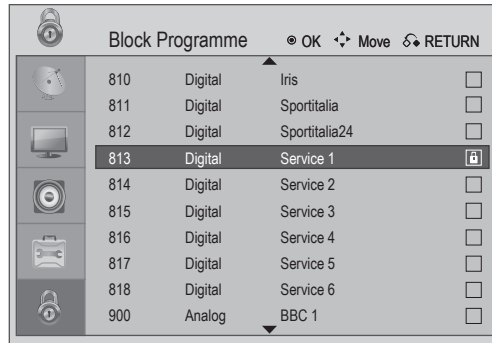 Block Programme OK Move RETURN
810 Digital Iris
811 Digital Sportitalia
812 Digital Sportitalia24
813 Digital Service 1
814 Digital Service 2
815 Digital Service 3
816 Digital Service 4
817 Digital Service 5
818 Digital Service 6
900 Analog BBC 1